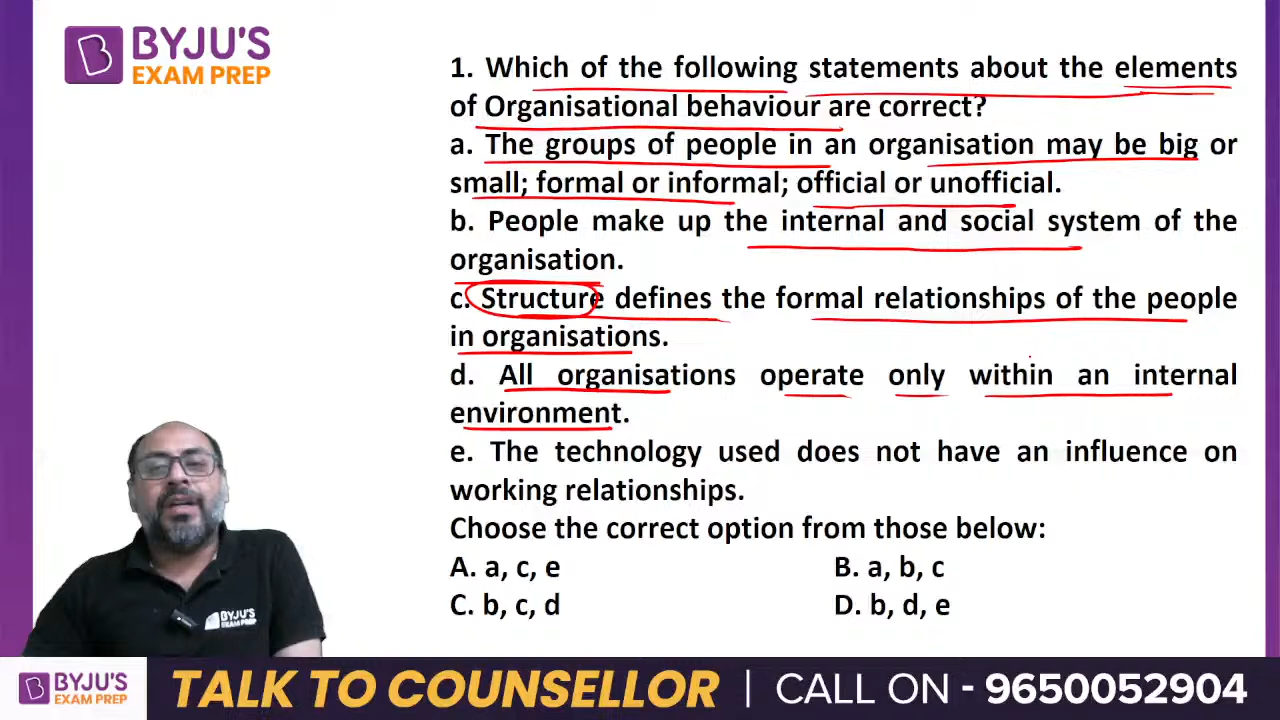 BYJU'S
EXAM PREP
1. Which of the following statements about the elements
of Organisational behaviour are correct?
a. The groups of people in an organisation may be big or
small; formal or informal; official or unofficial.
b. People make up the internal and social system of the
organisation.
c. Structure defines the formal relationships of the people
in organisations.
d. All organisations operate only within an internal
environment.
e. The technology used does not have an influence on
working relationships.
Choose the correct option from those below:
A. a, c, e B. a, b, c
C. b, c, d D. b, d, e
BYJU'S
EXAM PREP
BYJU'S
EXAM PREP
TALK TO COUNSELLOR | CALL ON - 9650052904